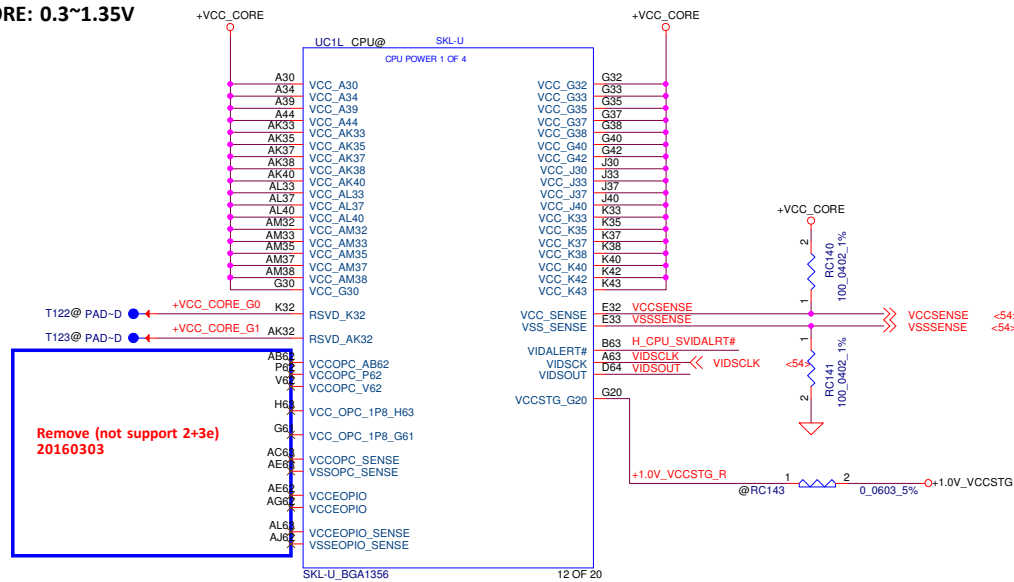 ORE: 0.3~1.35V
+VCC_CORE
+VCC_CORE
UC1L CPU@ SKL-U
CPU POWER 1 OF 4
A30 VCC_A30
A34 VCC_A34
A39 VCC_A39
A44 VCC_A44
AK33 VCC_AK33
AK35 VCC_AK35
AK37 VCC_AK37
AK38 VCC_AK38
AK40 VCC_AK40
AL33 VCC_AL33
AL37 VCC_AL37
AL40 VCC_AL40
AM32 VCC_AM32
AM33 VCC_AM33
AM35 VCC_AM35
AM37 VCC_AM37
AM38 VCC_AM38
G30 VCC_G30
T122@ PAD~D +VCC_CORE_G0 K32 RSVD_K32
T123@ PAD~D +VCC_CORE_G1 AK32 RSVD_AK32
AB62 VCCOPC_AB62
P62 VCCOPC_P62
V62 VCCOPC_V62
H63 VCC_OPC_1P8_H63
G61 VCC_OPC_1P8_G61
AC63 VCCOPC_SENSE
AE63 VSSOPC_SENSE
AE62 VCCEOPIO
AG62 VCCEOPIO
AL63 VCCEOPIO_SENSE
AJ62 VSSEOPIO_SENSE
Remove (not support 2+3e)
20160303
VCC_G32 G32
VCC_G33 G33
VCC_G35 G35
VCC_G37 G37
VCC_G38 G38
VCC_G40 G40
VCC_G42 G42
VCC_J30 J30
VCC_J33 J33
VCC_J37 J37
VCC_J40 J40
VCC_K33 K33
VCC_K35 K35
VCC_K37 K37
VCC_K38 K38
VCC_K40 K40
VCC_K42 K42
VCC_K43 K43
VCC_SENSE E32 VCCSENSE
VSS_SENSE E33 VSSSENSE
VIDALERT# B63 H_CPU_SVIDALRT#
VIDSCK A63 VIDSCLK VIDSCLK <54>
VIDSOUT D64 VIDSOUT
VCCSTG_G20 G20
+VCC_CORE
2
RC140
100_0402_1%
1
VCCSENSE <54>
VSSSENSE <54>
1
RC141
100_0402_1%
2
+1.0V_VCCSTG_R 1 2 +1.0V_VCCSTG
@RC143 0_0603_5%
SKL-U_BGA1356 12 OF 20